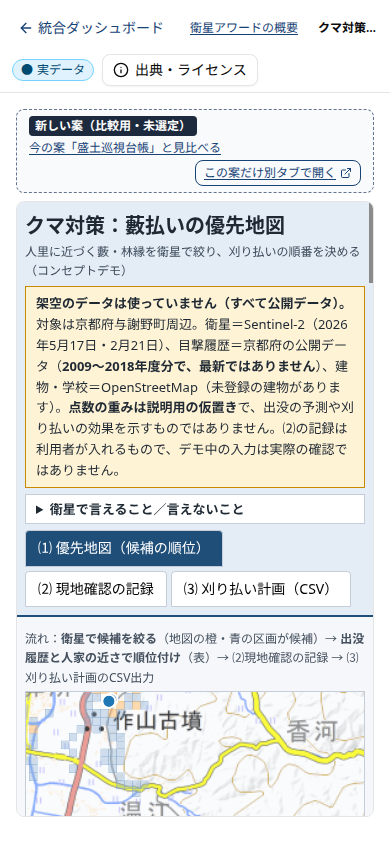 ← 統合ダッシュボード 衛星アワードの概要 クマ対策...
実データ 出典・ライセンス
新しい案（比較用・未選定）
今の案「盛土巡視台帳」と見比べる
この案だけ別タブで開く
クマ対策：藪払いの優先地図
人里に近づく藪・林縁を衛星で絞り、刈り払いの順番を決める
（コンセプトデモ）
架空のデータは使っていません（すべて公開データ）。
対象は京都府与謝野町周辺。衛星＝Sentinel-2（2026
年5月17日・2月21日）、目撃履歴＝京都府の公開デー
タ（2009〜2018年度分で、最新ではありません）、建
物・学校＝OpenStreetMap（未登録の建物がありま
す）。点数の重みは説明用の仮置きで、出没の予測や刈
り払いの効果を示すものではありません。⑵の記録は
利用者が入れるもので、デモ中の入力は実際の確認で
はありません。
▶ 衛星で言えること／言えないこと
⑴ 優先地図（候補の順位）
⑵ 現地確認の記録 ⑶ 刈り払い計画（CSV）
流れ：衛星で候補を絞る（地図の橙・青の区画が候補）→ 出没
履歴と人家の近さで順位付け（表）→ ⑵現地確認の記録 → ⑶
刈り払い計画のCSV出力
作山古墳
香河
温江